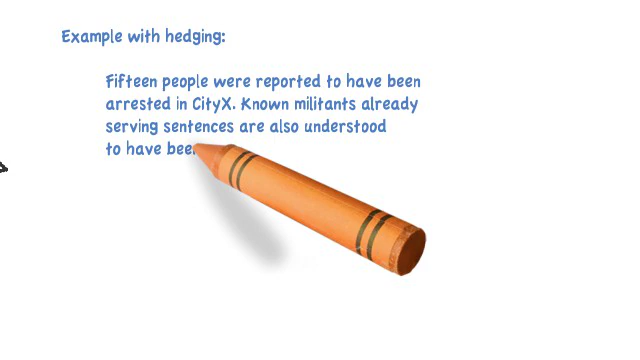 Example with hedging:
Fifteen people were reported to have been
arrested in CityX. Known militants already
serving sentences are also understood
to have